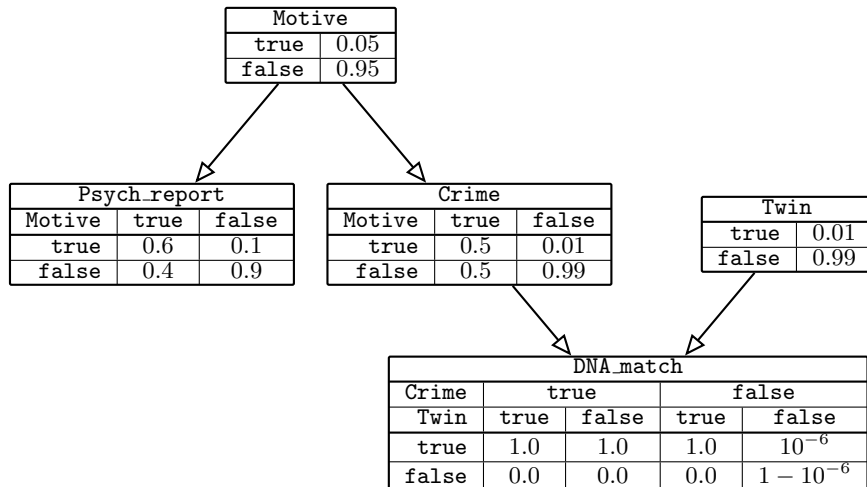 Motive
true 0.05
false 0.95
Psych_report
Motive true false
true 0.6 0.1
false 0.4 0.9
Crime
Motive true false
true 0.5 0.01
false 0.5 0.99
Twin
true 0.01
false 0.99
DNA_match
Crime true false
Twin true false true false
true 1.0 1.0 1.0 10⁻⁶
false 0.0 0.0 0.0 1 − 10⁻⁶